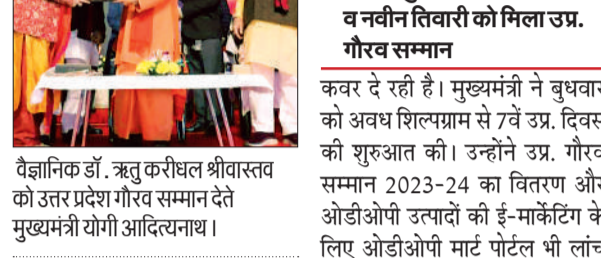 व नवीन तिवारी को मिला उप्र.
गौरव सम्मान
कवर दे रही है। मुख्यमंत्री ने बुधवार
को अवध शिल्पग्राम से 7वें उप्र. दिवस
की शुरुआत की। उन्होंने उप्र. गौरव
सम्मान 2023-24 का वितरण और
ओडीओपी उत्पादों की ई-मार्केटिंग के
लिए ओडीओपी मार्ट पोर्टल भी लांच
वैज्ञानिक डॉ. ऋतु करीधल श्रीवास्तव
को उत्तर प्रदेश गौरव सम्मान देते
मुख्यमंत्री योगी आदित्यनाथ।